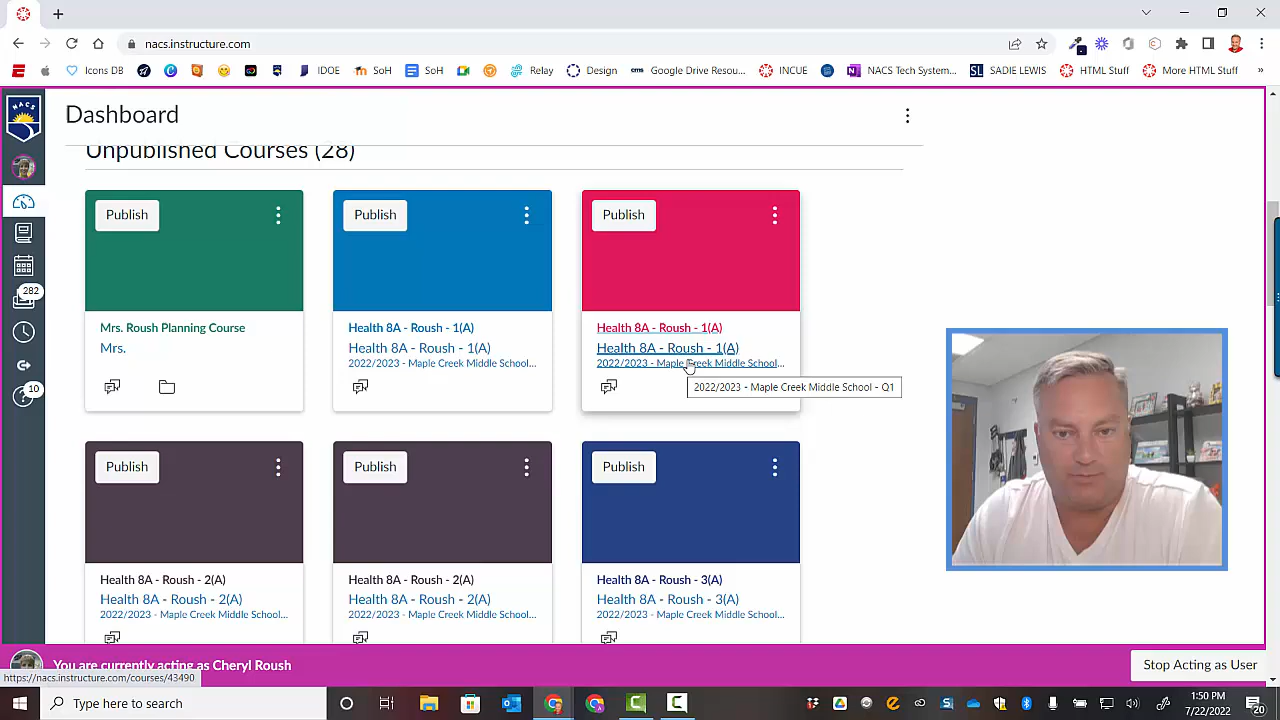 nacs.instructure.com
Icons DB
IDOE
SoH
SoH
Relay
Design
cms
Google Drive Resou...
INCUE
NACS Tech System...
SL SADIE LEWIS
HTML Stuff
More HTML Stuff
NACS
Dashboard
Unpublished Courses (28)
Publish
Publish
Publish
282
Mrs. Roush Planning Course
Mrs.
Health 8A - Roush - 1(A)
Health 8A - Roush - 1(A)
2022/2023 - Maple Creek Middle School...
Health 8A - Roush - 1(A)
Health 8A - Roush - 1(A)
2022/2023 - Maple Creek Middle School...
2022/2023 - Maple Creek Middle School - Q1
10
Publish
Publish
Publish
Health 8A - Roush - 2(A)
Health 8A - Roush - 2(A)
2022/2023 - Maple Creek Middle School...
Health 8A - Roush - 2(A)
Health 8A - Roush - 2(A)
2022/2023 - Maple Creek Middle School...
Health 8A - Roush - 3(A)
Health 8A - Roush - 3(A)
2022/2023 - Maple Creek Middle School...
You are currently acting as Cheryl Roush
Stop Acting as User
https://nacs.instructure.com/courses/43490
Type here to search
1:50 PM
7/22/2022
20